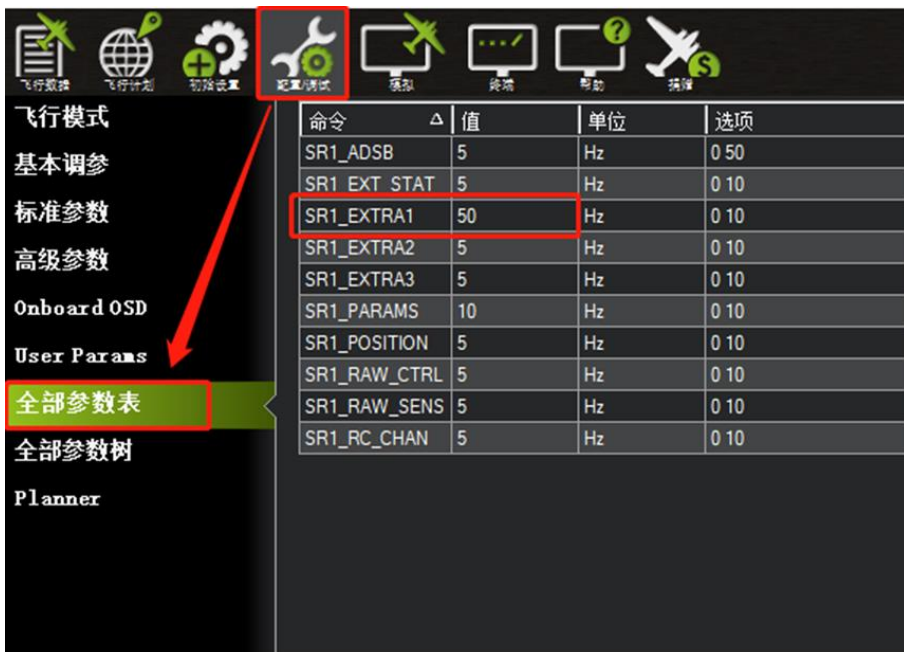 飞行数据 飞行计划 初始设置 配置/调试 模拟 终端 帮助 捐赠
飞行模式
基本调参
标准参数
高级参数
Onboard OSD
User Params
全部参数表
全部参数树
Planner
命令 值 单位 选项
SR1_ADSB 5 Hz 0 50
SR1_EXT_STAT 5 Hz 0 10
SR1_EXTRA1 50 Hz 0 10
SR1_EXTRA2 5 Hz 0 10
SR1_EXTRA3 5 Hz 0 10
SR1_PARAMS 10 Hz 0 10
SR1_POSITION 5 Hz 0 10
SR1_RAW_CTRL 5 Hz 0 10
SR1_RAW_SENS 5 Hz 0 10
SR1_RC_CHAN 5 Hz 0 10